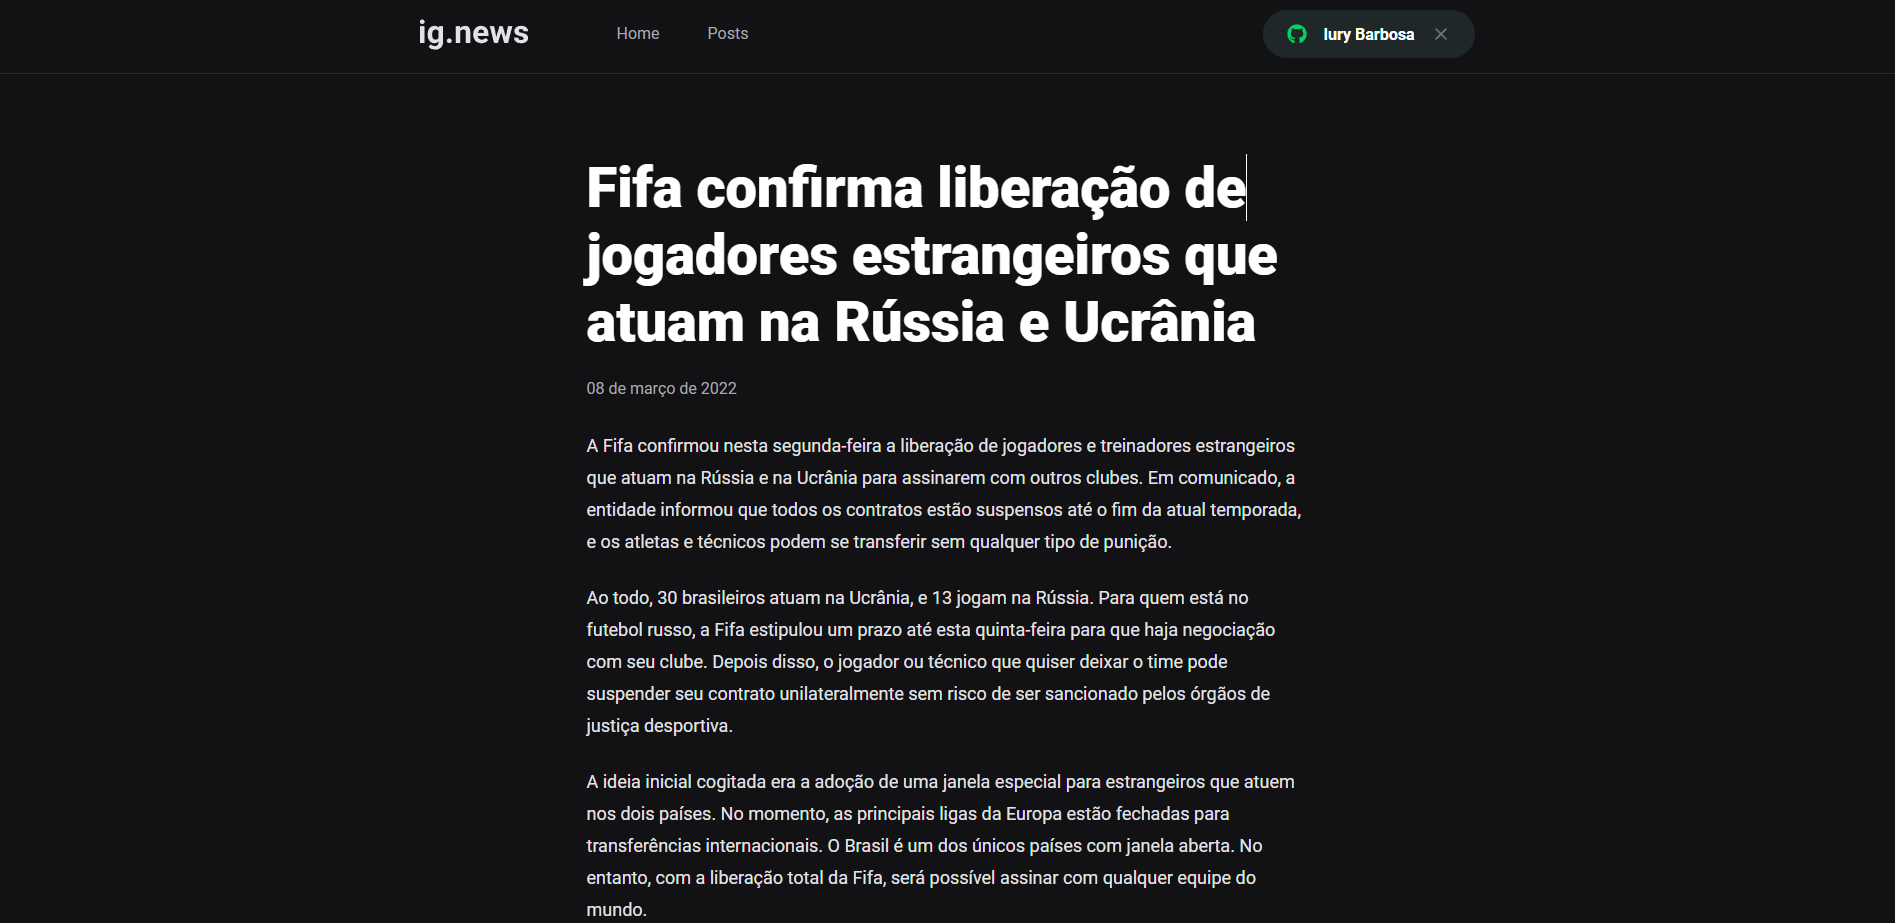 ig.news
Home
Posts
Iury Barbosa
Fifa confirma liberação de
jogadores estrangeiros que
atuam na Rússia e Ucrânia
08 de março de 2022
A Fifa confirmou nesta segunda-feira a liberação de jogadores e treinadores estrangeiros
que atuam na Rússia e na Ucrânia para assinarem com outros clubes. Em comunicado, a
entidade informou que todos os contratos estão suspensos até o fim da atual temporada,
e os atletas e técnicos podem se transferir sem qualquer tipo de punição.
Ao todo, 30 brasileiros atuam na Ucrânia, e 13 jogam na Rússia. Para quem está no
futebol russo, a Fifa estipulou um prazo até esta quinta-feira para que haja negociação
com seu clube. Depois disso, o jogador ou técnico que quiser deixar o time pode
suspender seu contrato unilateralmente sem risco de ser sancionado pelos órgãos de
justiça desportiva.
A ideia inicial cogitada era a adoção de uma janela especial para estrangeiros que atuem
nos dois países. No momento, as principais ligas da Europa estão fechadas para
transferências internacionais. O Brasil é um dos únicos países com janela aberta. No
entanto, com a liberação total da Fifa, será possível assinar com qualquer equipe do
mundo.